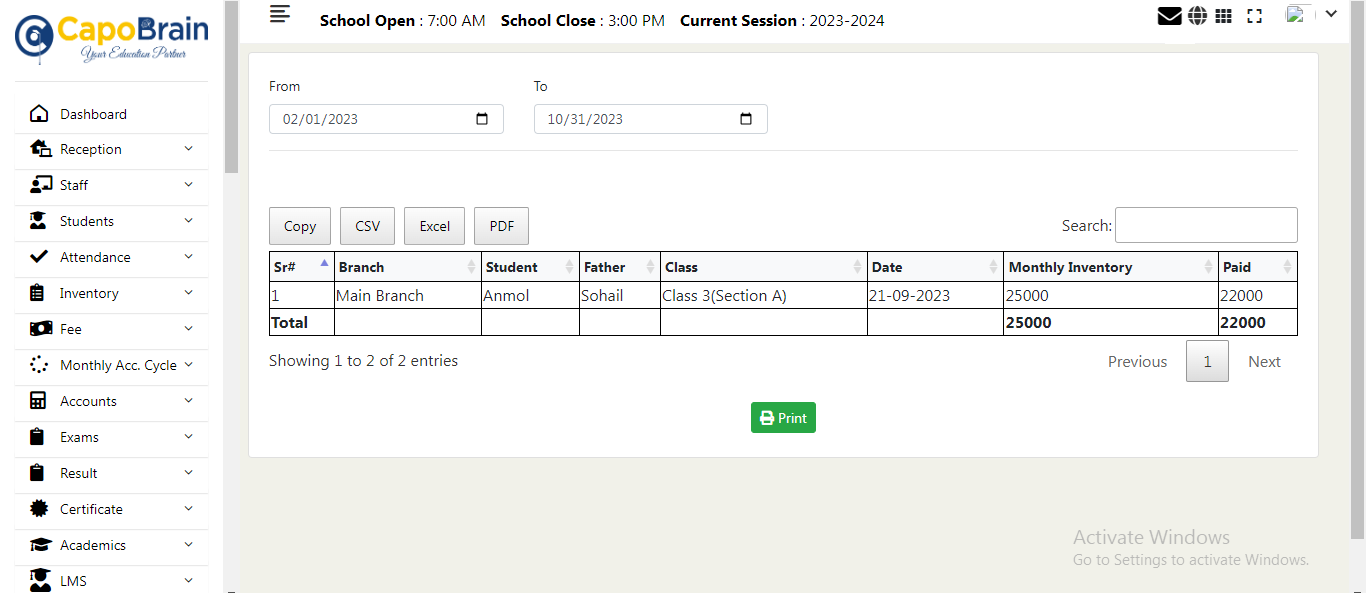 CapoBrain
Your Education Partner
School Open : 7:00 AM School Close : 3:00 PM Current Session : 2023-2024
Dashboard
Reception
Staff
Students
Attendance
Inventory
Fee
Monthly Acc. Cycle
Accounts
Exams
Result
Certificate
Academics
LMS
From To
02/01/2023 10/31/2023
Copy CSV Excel PDF Search:
Sr# Branch Student Father Class Date Monthly Inventory Paid
1 Main Branch Anmol Sohail Class 3(Section A) 21-09-2023 25000 22000
Total 25000 22000
Showing 1 to 2 of 2 entries Previous 1 Next
Print
Activate Windows
Go to Settings to activate Windows.